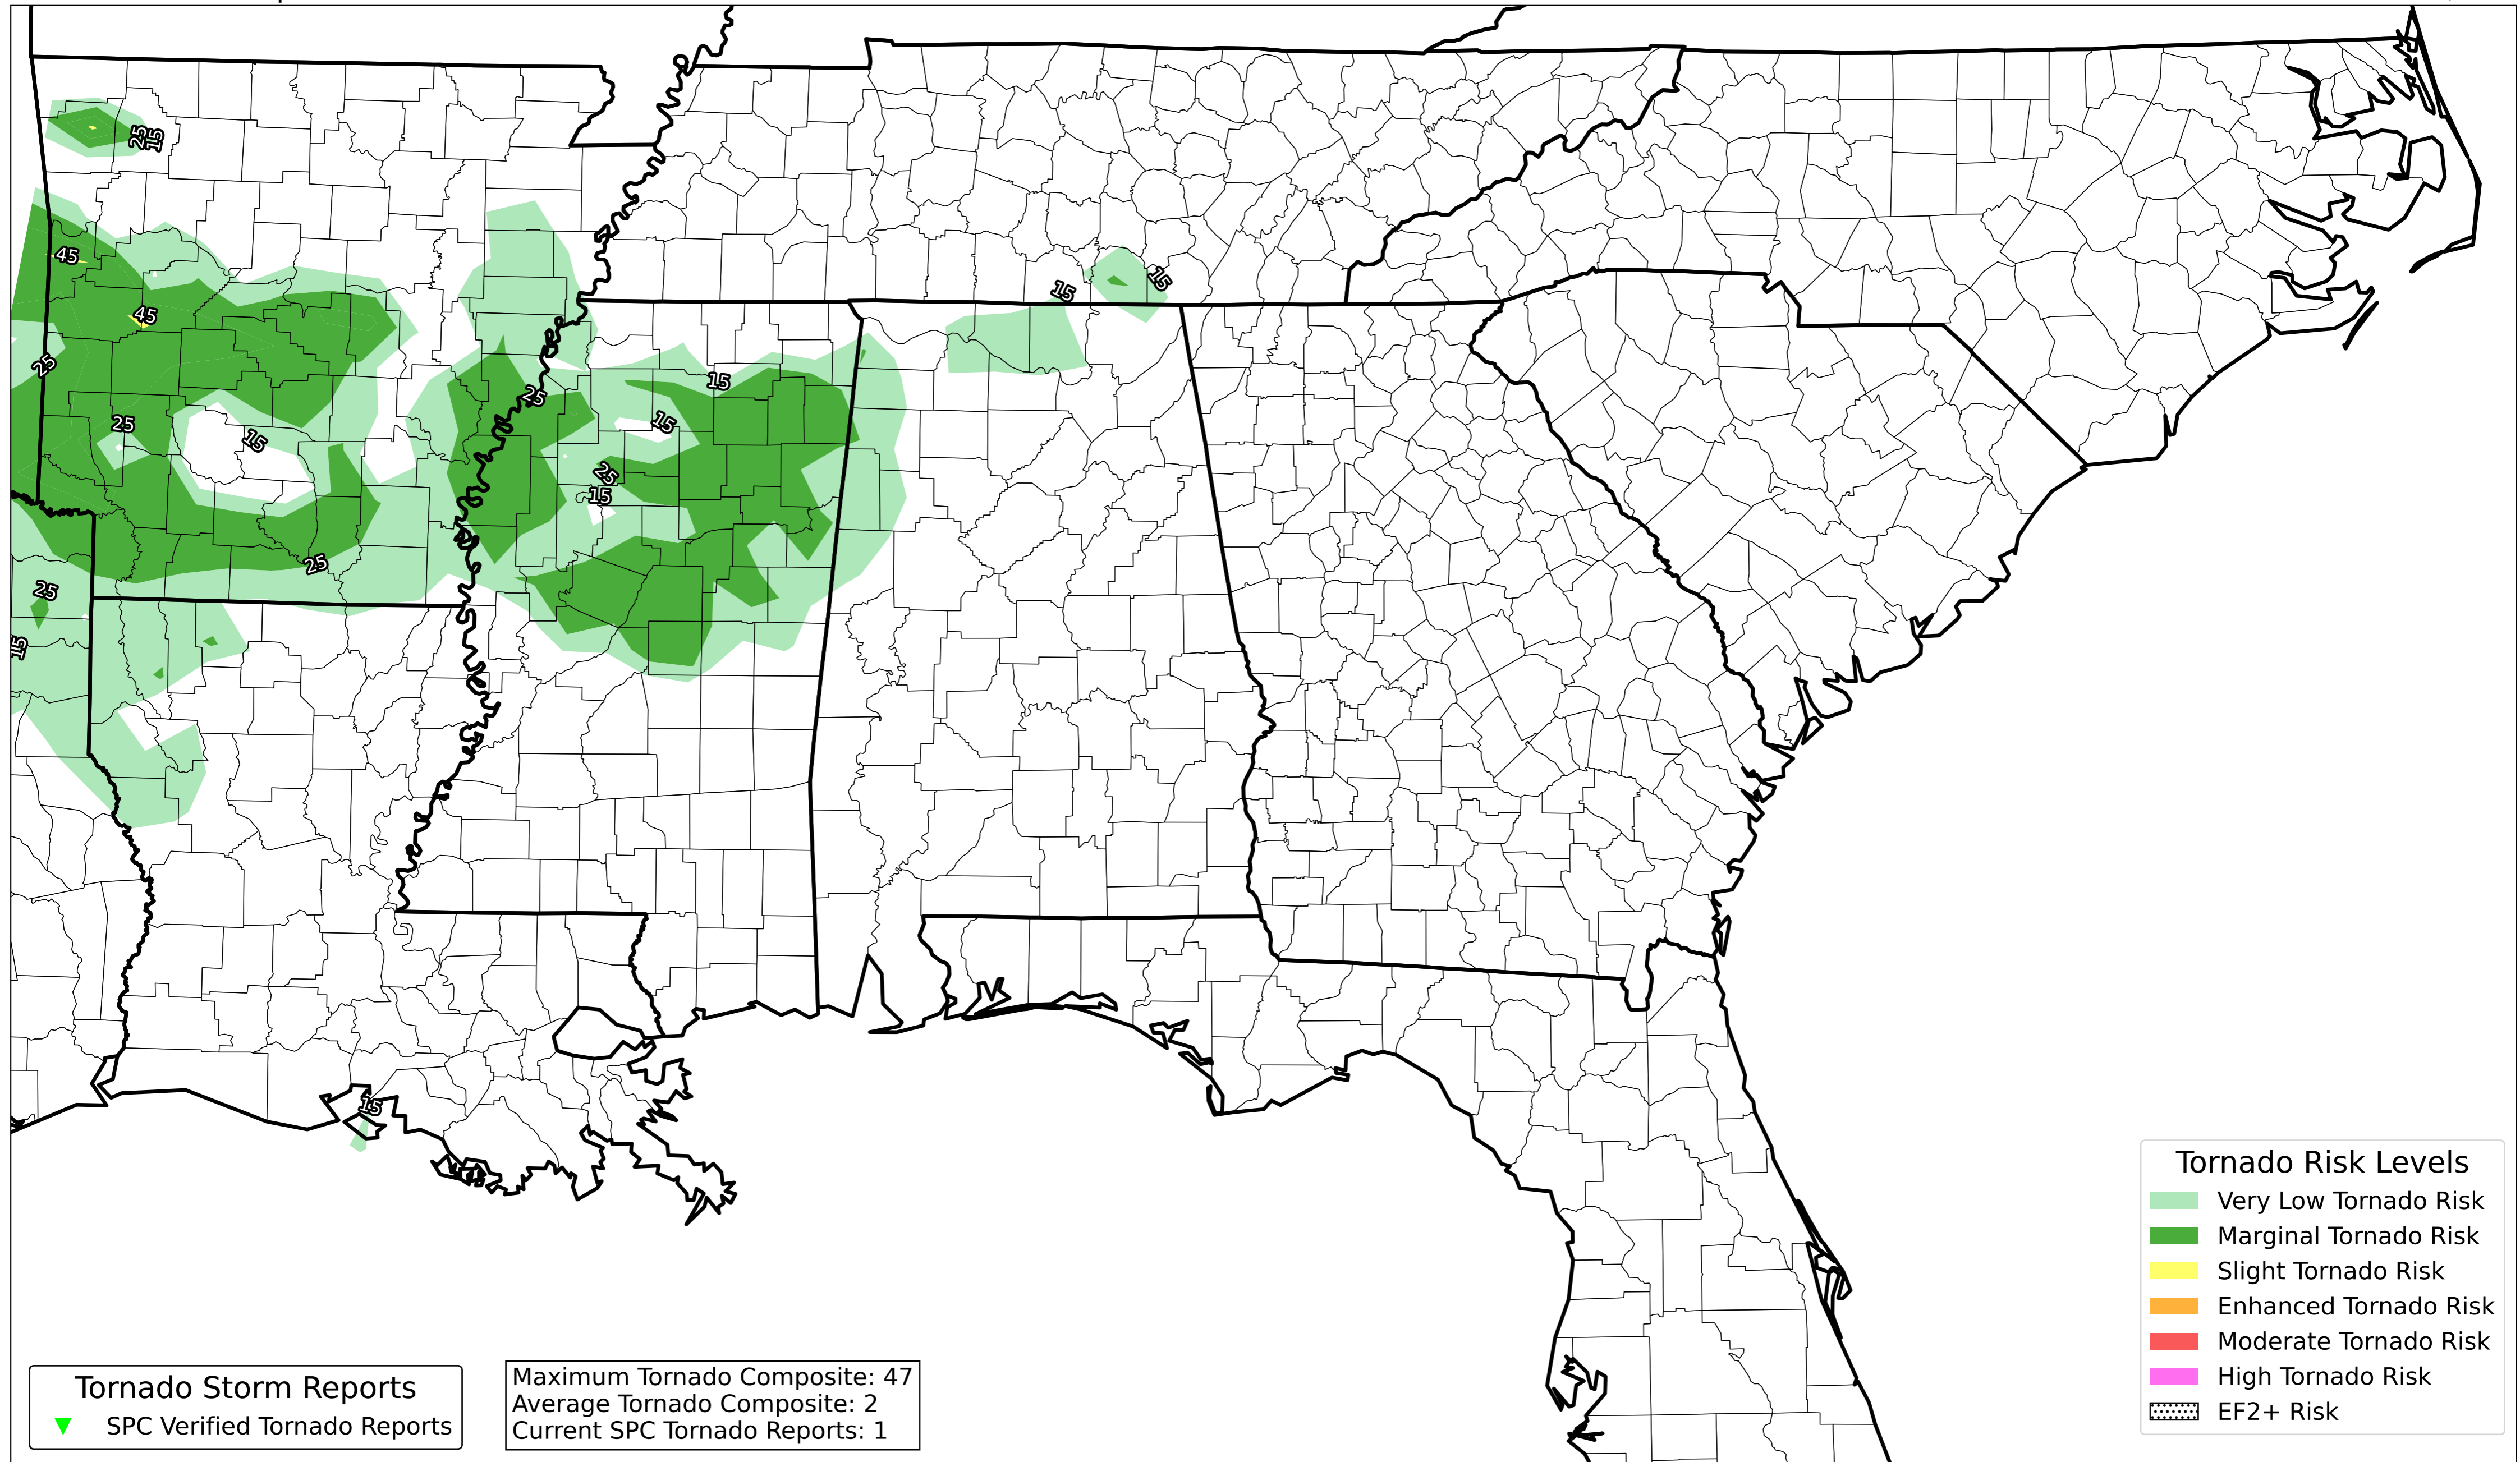 25
15
45
45
25
15
15
15
25
25
15
25
15
25
15
25
25
15
15
Tornado Risk Levels
Very Low Tornado Risk
Marginal Tornado Risk
Slight Tornado Risk
Enhanced Tornado Risk
Moderate Tornado Risk
High Tornado Risk
EF2+ Risk
Tornado Storm Reports
SPC Verified Tornado Reports
Maximum Tornado Composite: 47
Average Tornado Composite: 2
Current SPC Tornado Reports: 1